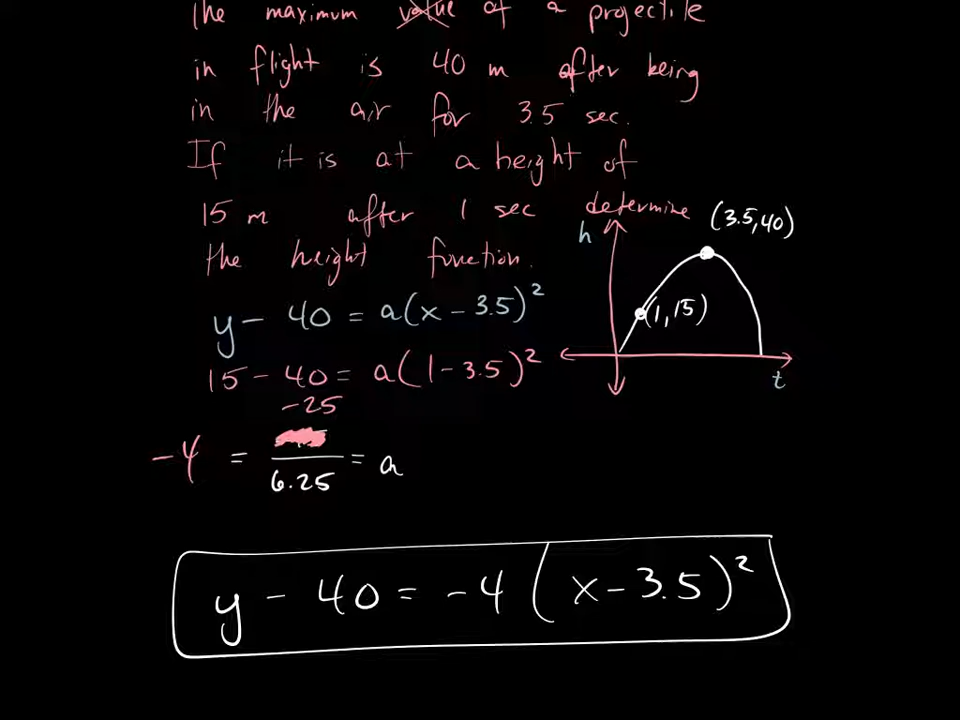 The maximum value of a projectile
in flight is 40 m after being
in the air for 3.5 sec.
If it is at a height of
15 m after 1 sec determine
the height function.
h
(3.5,40)
(1,15)
t
y - 40 = a(x - 3.5)²
15 - 40 = a(1 - 3.5)²
-25
-4 = / 6.25 = a
y - 40 = -4 (x - 3.5)²